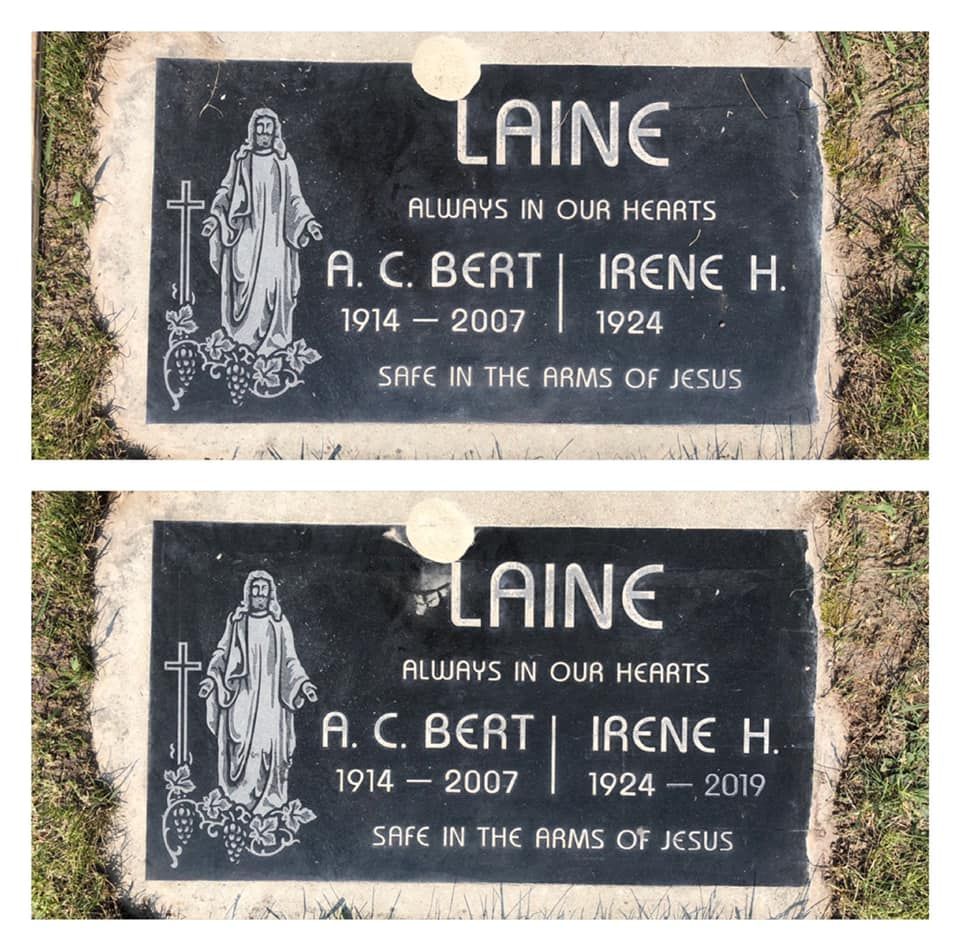 LAINE
ALWAYS IN OUR HEARTS
A. C. BERT | IRENE H.
1914 — 2007 | 1924
SAFE IN THE ARMS OF JESUS
LAINE
ALWAYS IN OUR HEARTS
A. C. BERT | IRENE H.
1914 — 2007 | 1924 — 2019
SAFE IN THE ARMS OF JESUS